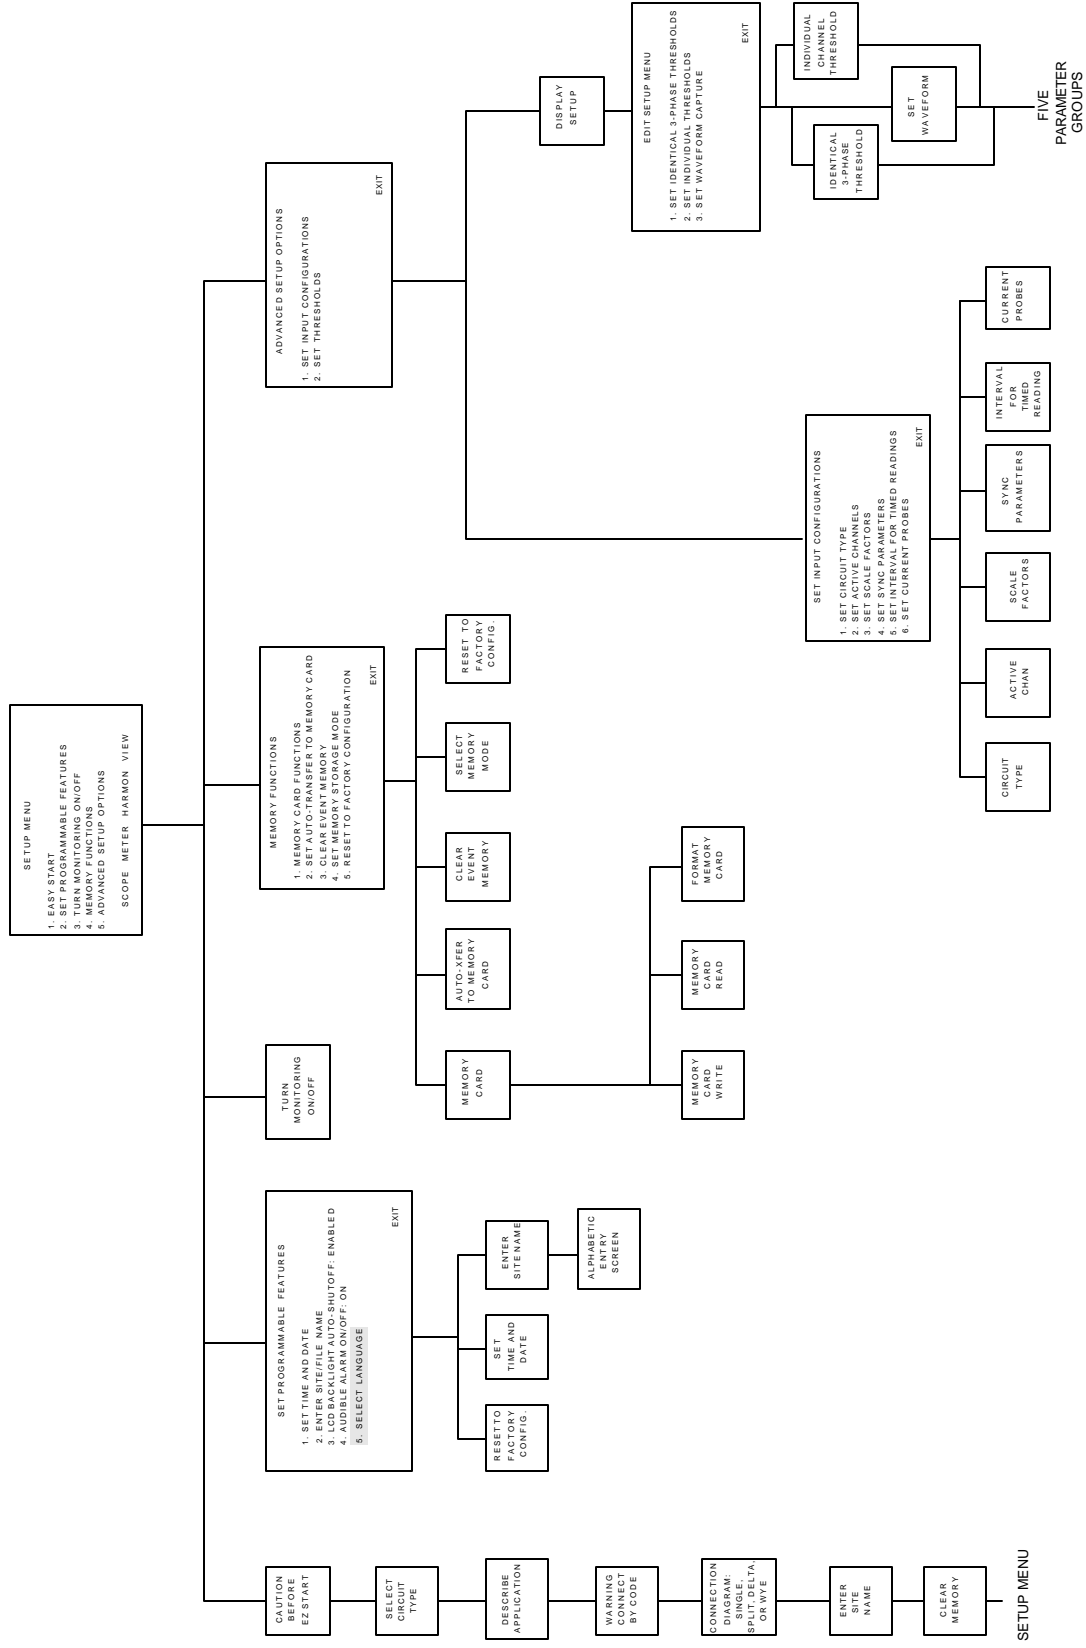 SETUP MENU
1. EASY START
2. SET PROGRAMMABLE FEATURES
3. TURN MONITORING ON/OFF
4. MEMORY FUNCTIONS
5. ADVANCED SETUP OPTIONS
SCOPE METER HARMON VIEW
CAUTION
BEFORE
EZ START
SELECT
CIRCUIT
TYPE
DESCRIBE
APPLICATION
WARNING
CONNECT
BY CODE
CONNECTION
DIAGRAM:
SINGLE,
SPLIT, DELTA,
OR WYE
ENTER
SITE
NAME
CLEAR
MEMORY
SETUP MENU
SET PROGRAMMABLE FEATURES
1. SET TIME AND DATE
2. ENTER SITE/FILE NAME
3. LCD BACKLIGHT AUTO-SHUTOFF: ENABLED
4. AUDIBLE ALARM ON/OFF: ON
5. SELECT LANGUAGE
EXIT
RESET TO
FACTORY
CONFIG.
SET
TIME AND
DATE
ENTER
SITE NAME
ALPHABETIC
ENTRY
SCREEN
TURN
MONITORING
ON/OFF
MEMORY FUNCTIONS
1. MEMORY CARD FUNCTIONS
2. SET AUTO-TRANSFER TO MEMORY CARD
3. CLEAR EVENT MEMORY
4. SET MEMORY STORAGE MODE
5. RESET TO FACTORY CONFIGURATION
EXIT
MEMORY
CARD
AUTO-XFER
TO MEMORY
CARD
CLEAR
EVENT
MEMORY
SELECT
MEMORY
MODE
RESET TO
FACTORY
CONFIG.
MEMORY
CARD
WRITE
MEMORY
CARD
READ
FORMAT
MEMORY
CARD
ADVANCED SETUP OPTIONS
1. SET INPUT CONFIGURATIONS
2. SET THRESHOLDS
EXIT
SET INPUT CONFIGURATIONS
1. SET CIRCUIT TYPE
2. SET ACTIVE CHANNELS
3. SET SCALE FACTORS
4. SET SYNC PARAMETERS
5. SET INTERVAL FOR TIMED READINGS
6. SET CURRENT PROBES
EXIT
CIRCUIT
TYPE
ACTIVE
CHAN
SCALE
FACTORS
SYNC
PARAMETERS
INTERVAL
FOR
TIMED
READING
CURRENT
PROBES
DISPLAY
SETUP
EDIT SETUP MENU
1. SET IDENTICAL 3-PHASE THRESHOLDS
2. SET INDIVIDUAL THRESHOLDS
3. SET WAVEFORM CAPTURE
EXIT
IDENTICAL
3-PHASE
THRESHOLD
SET
WAVEFORM
INDIVIDUAL
CHANNEL
THRESHOLD
FIVE
PARAMETER
GROUPS